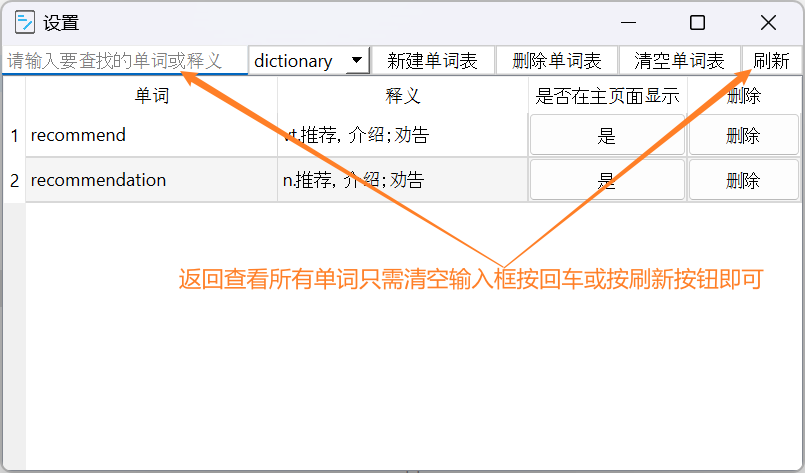 设置
请输入要查找的单词或释义 dictionary 新建单词表 删除单词表 清空单词表 刷新
单词 释义 是否在主页面显示 删除
1 recommend vt.推荐，介绍；劝告 是 删除
2 recommendation n.推荐，介绍；劝告 是 删除
返回查看所有单词只需清空输入框按回车或按刷新按钮即可